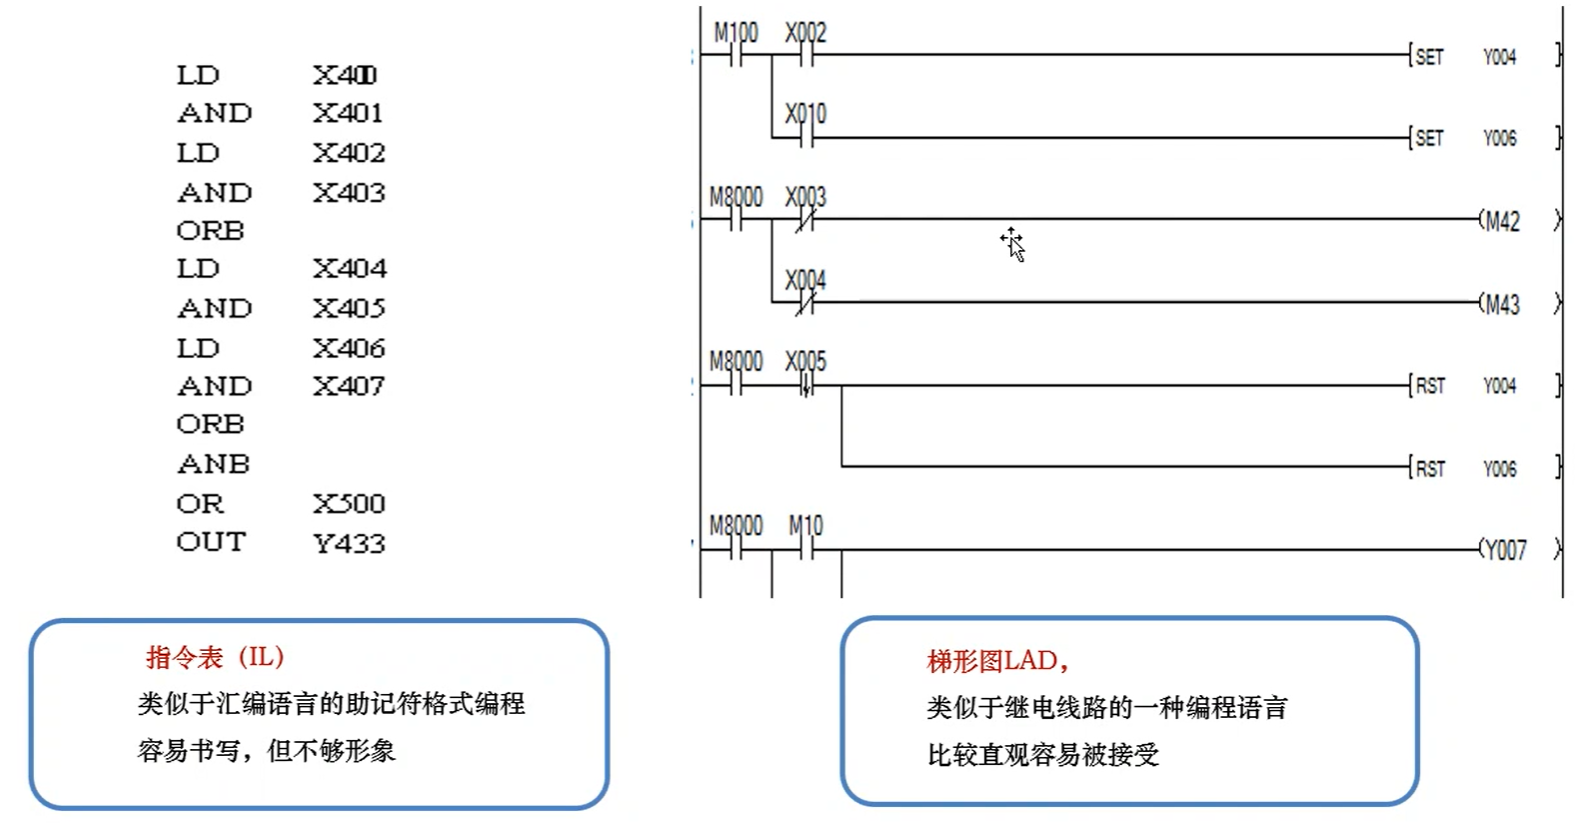 LD X400
AND X401
LD X402
AND X403
ORB
LD X404
AND X405
LD X406
AND X407
ORB
ANB
OR X500
OUT Y433
指令表（IL）
类似于汇编语言的助记符格式编程
容易书写，但不够形象
M100 X002
SET Y004
X010
SET Y006
M8000 X003
M42
X004
M43
M8000 X005
RST Y004
RST Y006
M8000 M10
Y007
梯形图LAD，
类似于继电线路的一种编程语言
比较直观容易被接受